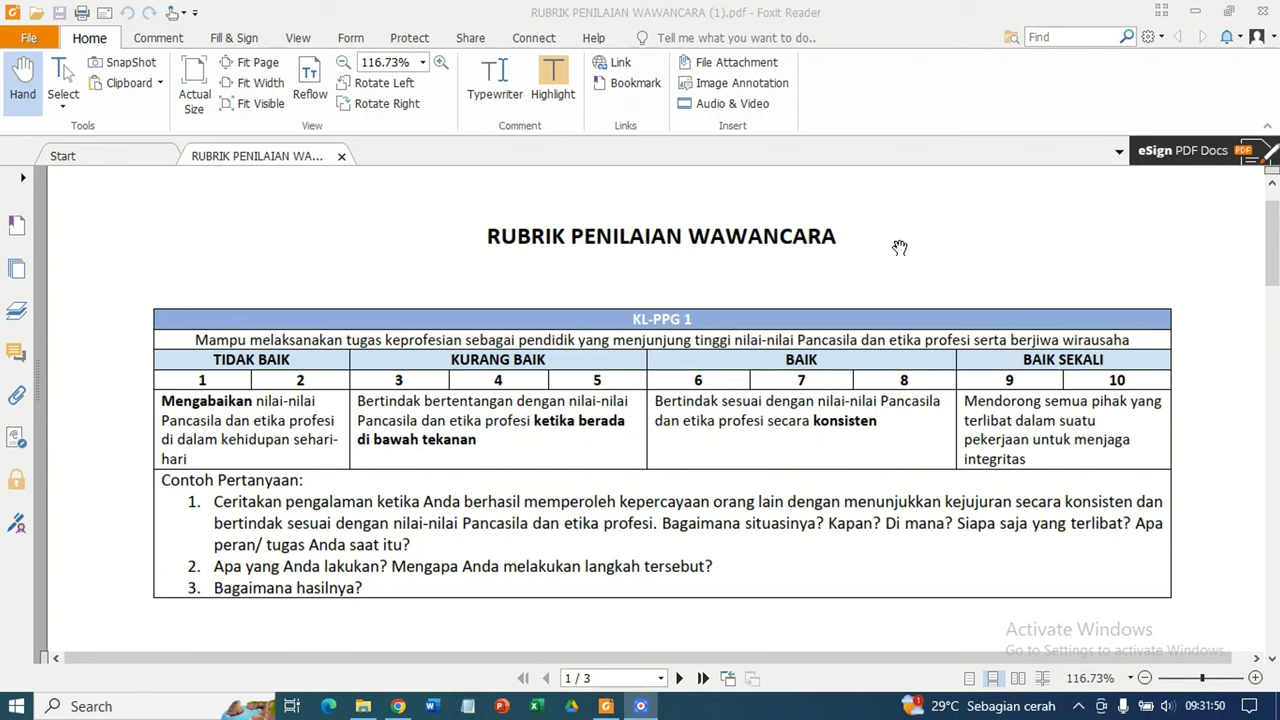 RUBRIK PENILAIAN WAWANCARA (1).pdf - Foxit Reader
File Home Comment Fill & Sign View Form Protect Share Connect Help Tell me what you want to do.. Find
Hand
Select
SnapShot
Clipboard
Tools
Actual Size
Fit Page
Fit Width
Fit Visible
Reflow
116.73%
Rotate Left
Rotate Right
View
Typewriter
Highlight
Comment
Link
Bookmark
Links
File Attachment
Image Annotation
Audio & Video
Insert
Start
RUBRIK PENILAIAN WA...
eSign PDF Docs
PDF
RUBRIK PENILAIAN WAWANCARA
KL-PPG 1
Mampu melaksanakan tugas keprofesian sebagai pendidik yang menjunjung tinggi nilai-nilai Pancasila dan etika profesi serta berjiwa wirausaha
TIDAK BAIK KURANG BAIK BAIK BAIK SEKALI
1 2 3 4 5 6 7 8 9 10
Mengabaikan nilai-nilai
Pancasila dan etika profesi
di dalam kehidupan sehari-
hari
Bertindak bertentangan dengan nilai-nilai
Pancasila dan etika profesi ketika berada
di bawah tekanan
Bertindak sesuai dengan nilai-nilai Pancasila
dan etika profesi secara konsisten
Mendorong semua pihak yang
terlibat dalam suatu
pekerjaan untuk menjaga
integritas
Contoh Pertanyaan:
1. Ceritakan pengalaman ketika Anda berhasil memperoleh kepercayaan orang lain dengan menunjukkan kejujuran secara konsisten dan
bertindak sesuai dengan nilai-nilai Pancasila dan etika profesi. Bagaimana situasinya? Kapan? Di mana? Siapa saja yang terlibat? Apa
peran/ tugas Anda saat itu?
2. Apa yang Anda lakukan? Mengapa Anda melakukan langkah tersebut?
3. Bagaimana hasilnya?
Activate Windows
Go to Settings to activate Windows.
1 / 3
116.73%
Search
29°C Sebagian cerah
09:31:50